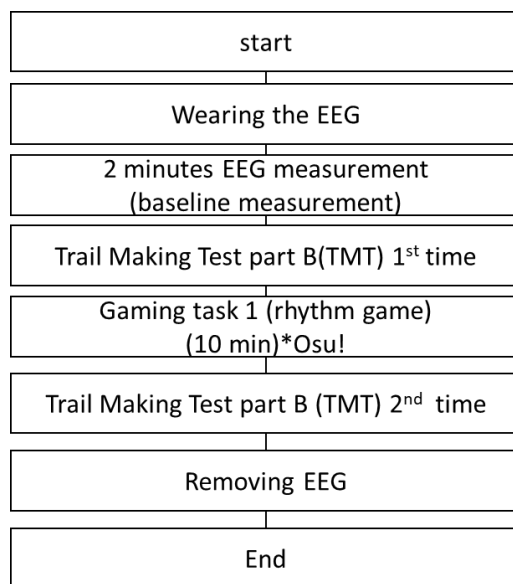 start
Wearing the EEG
2 minutes EEG measurement
(baseline measurement)
Trail Making Test part B(TMT) 1st time
Gaming task 1 (rhythm game)
(10 min)*Osu!
Trail Making Test part B (TMT) 2nd time
Removing EEG
End